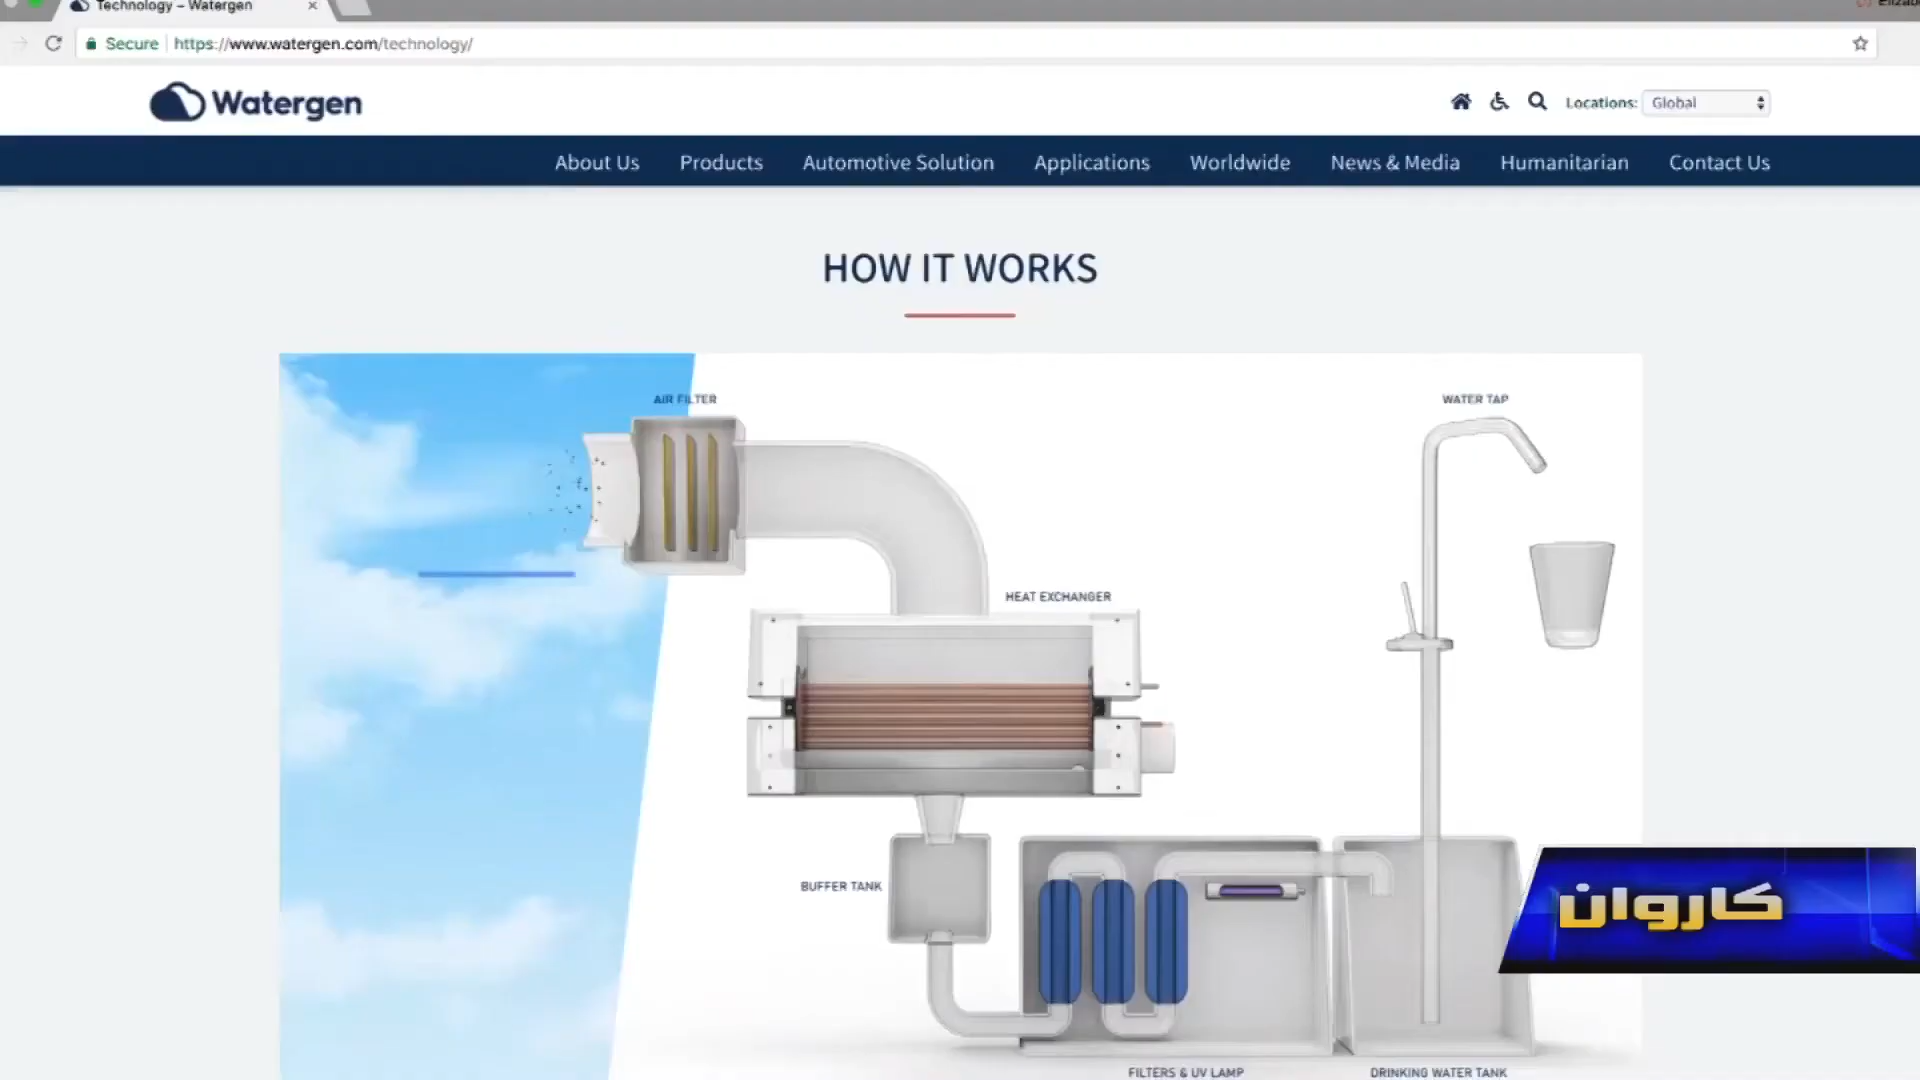 Technology – Watergen
Secure https://www.watergen.com/technology/
Watergen
Locations: Global
About Us Products Automotive Solution Applications Worldwide News & Media Humanitarian Contact Us
HOW IT WORKS
AIR FILTER
WATER TAP
HEAT EXCHANGER
BUFFER TANK
کاروان
FILTERS & UV LAMP
DRINKING WATER TANK